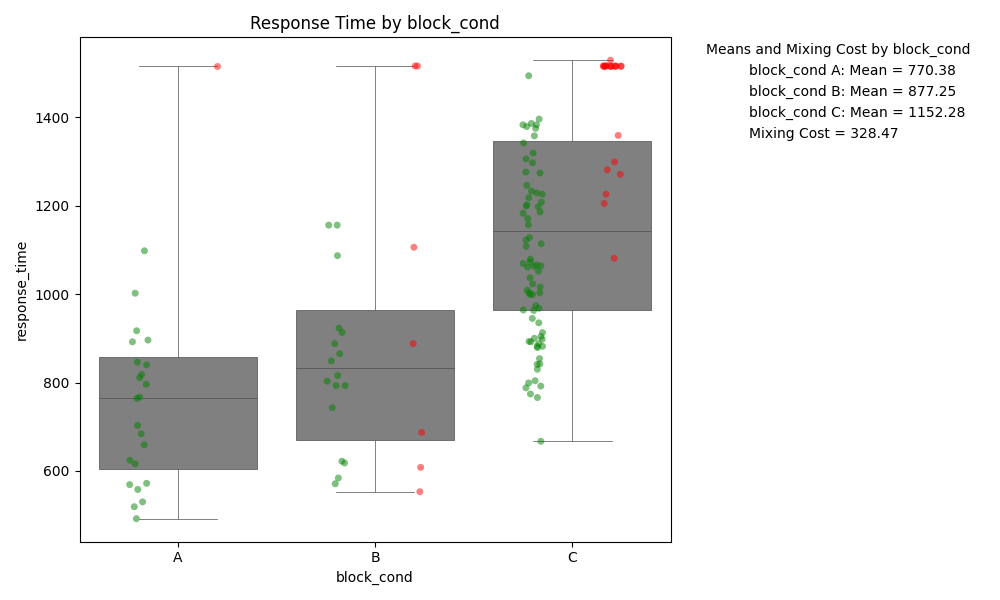 Response Time by block_cond
Means and Mixing Cost by block_cond
block_cond A: Mean = 770.38
block_cond B: Mean = 877.25
block_cond C: Mean = 1152.28
Mixing Cost = 328.47
response_time
1400
1200
1000
800
600
A
B
C
block_cond